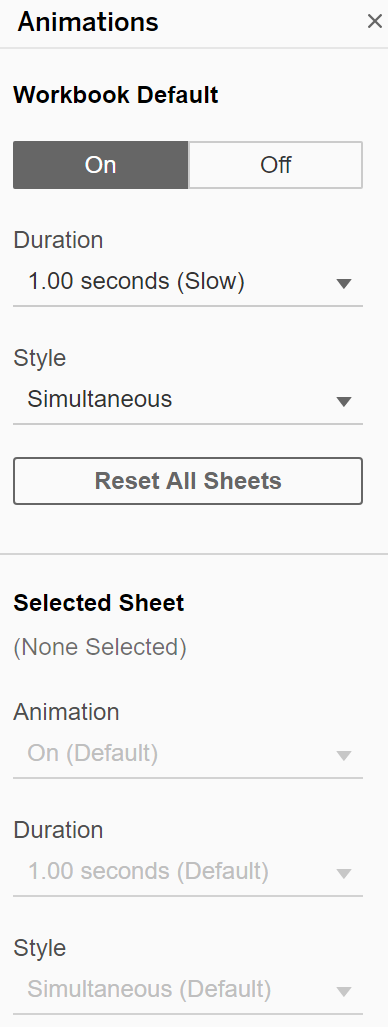 Animations
Workbook Default
On Off
Duration
1.00 seconds (Slow)
Style
Simultaneous
Reset All Sheets
Selected Sheet
(None Selected)
Animation
On (Default)
Duration
1.00 seconds (Default)
Style
Simultaneous (Default)